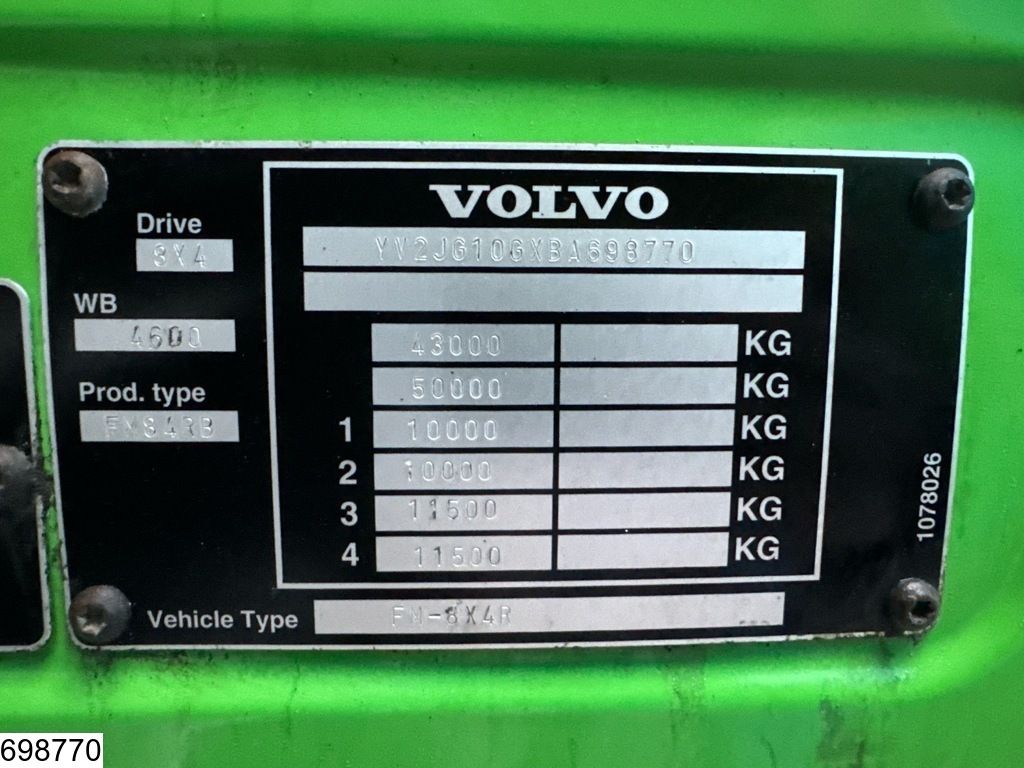 VOLVO
Drive
8X4
YV2JG10GXBA698770
WB
4600
43000 KG
50000 KG
Prod. type
FM84RB
1 10000 KG
2 10000 KG
3 11500 KG
4 11500 KG
1078026
Vehicle Type FM-8X4R
698770